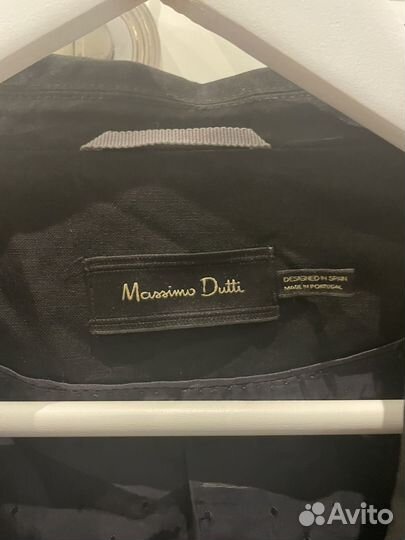 Massimo Dutti
DESIGNED IN SPAIN
MADE IN PORTUGAL
Avito